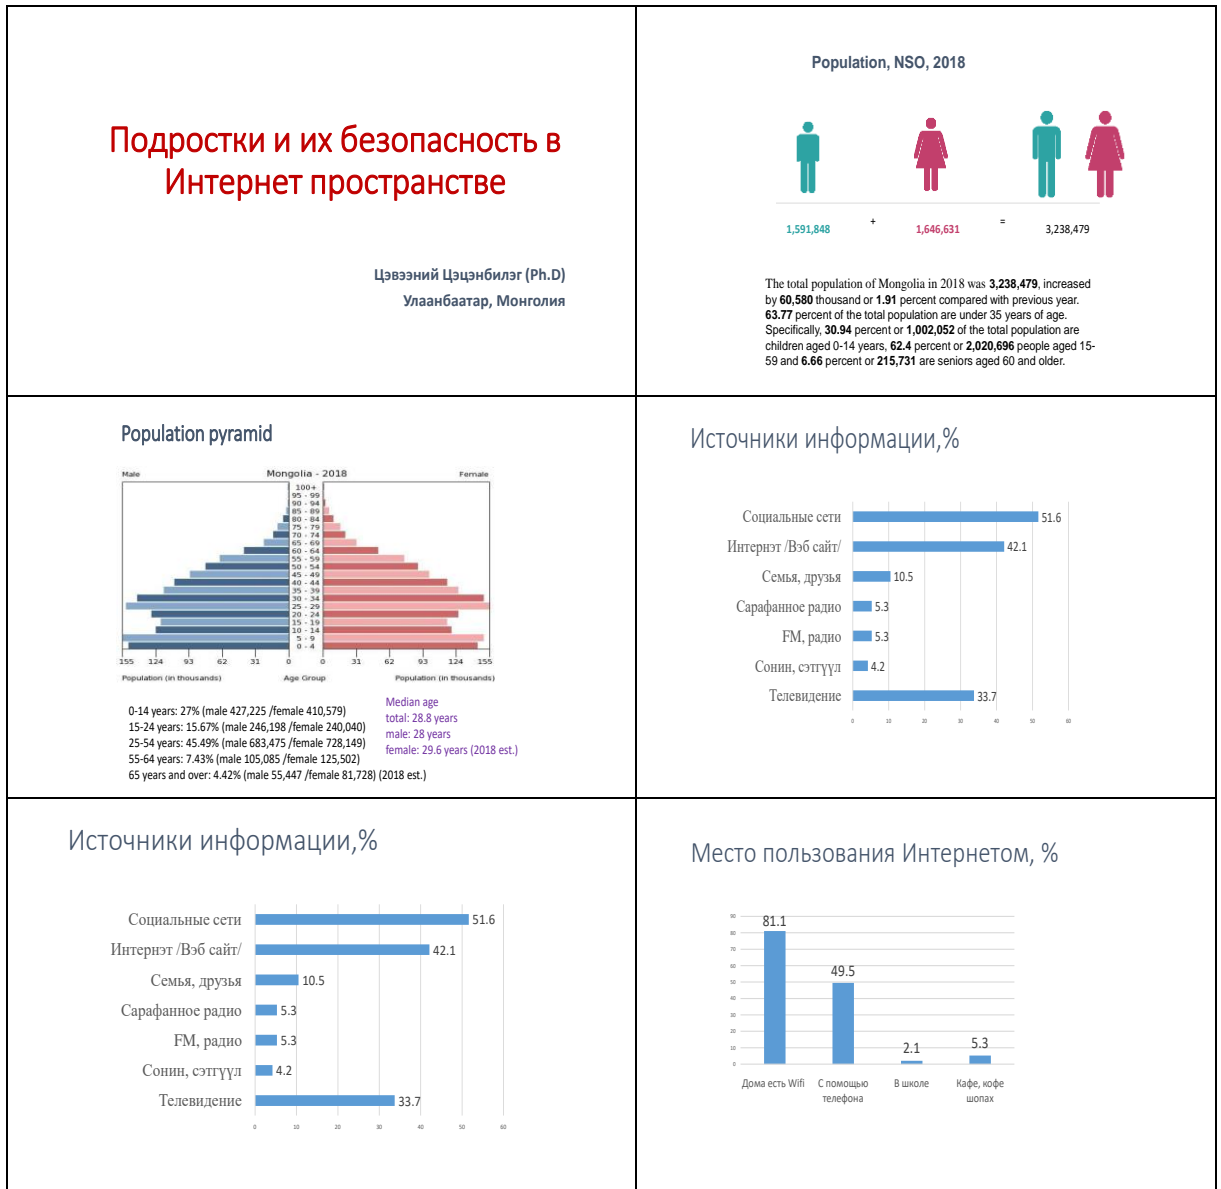 Подростки и их безопасность в
Интернет пространстве
Цэвээний Цэцэнбилэг (Ph.D)
Улаанбаатар, Монголия
Population, NSO, 2018
1,591,848 + 1,646,631 = 3,238,479
The total population of Mongolia in 2018 was 3,238,479, increased
by 60,580 thousand or 1.91 percent compared with previous year.
63.77 percent of the total population are under 35 years of age.
Specifically, 30.94 percent or 1,002,052 of the total population are
children aged 0-14 years, 62.4 percent or 2,020,696 people aged 15-
59 and 6.66 percent or 215,731 are seniors aged 60 and older.
Population pyramid
Male Mongolia - 2018 Female
100+
95 - 99
90 - 94
85 - 89
80 - 84
75 - 79
70 - 74
65 - 69
60 - 64
55 - 59
50 - 54
45 - 49
40 - 44
35 - 39
30 - 34
25 - 29
20 - 24
15 - 19
10 - 14
5 - 9
0 - 4
155 124 93 62 31 0 0 31 62 93 124 155
Population (in thousands) Age Group Population (in thousands)
0-14 years: 27% (male 427,225 /female 410,579)
15-24 years: 15.67% (male 246,198 /female 240,040)
25-54 years: 45.49% (male 683,475 /female 728,149)
55-64 years: 7.43% (male 105,085 /female 125,502)
65 years and over: 4.42% (male 55,447 /female 81,728) (2018 est.)
Median age
total: 28.8 years
male: 28 years
female: 29.6 years (2018 est.)
Источники информации,%
Социальные сети 51.6
Интернэт /Вэб сайт/ 42.1
Семья, друзья 10.5
Сарафанное радио 5.3
FM, радио 5.3
Сонин, сэтгүүл 4.2
Телевидение 33.7
0 10 20 30 40 50 60
Источники информации,%
Социальные сети 51.6
Интернэт /Вэб сайт/ 42.1
Семья, друзья 10.5
Сарафанное радио 5.3
FM, радио 5.3
Сонин, сэтгүүл 4.2
Телевидение 33.7
0 10 20 30 40 50 60
Место пользования Интернетом, %
90
80
70
60
50
40
30
20
10
0
81.1 49.5 2.1 5.3
Дома есть Wifi С помощью В школе Кафе, кофе
телефона шопах